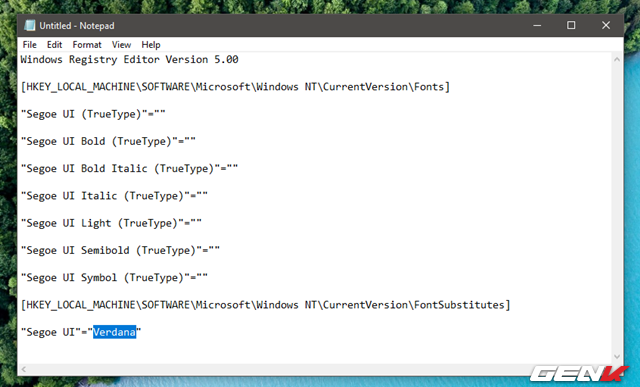 Untitled - Notepad
File Edit Format View Help
Windows Registry Editor Version 5.00
[HKEY_LOCAL_MACHINE\SOFTWARE\Microsoft\Windows NT\CurrentVersion\Fonts]
"Segoe UI (TrueType)"=""
"Segoe UI Bold (TrueType)"=""
"Segoe UI Bold Italic (TrueType)"=""
"Segoe UI Italic (TrueType)"=""
"Segoe UI Light (TrueType)"=""
"Segoe UI Semibold (TrueType)"=""
"Segoe UI Symbol (TrueType)"=""
[HKEY_LOCAL_MACHINE\SOFTWARE\Microsoft\Windows NT\CurrentVersion\FontSubstitutes]
"Segoe UI"="Verdana"
GENK